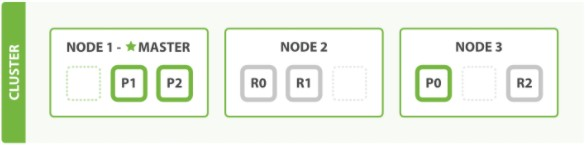 CLUSTER
NODE 1 - ★ MASTER
P1 P2
NODE 2
R0 R1
NODE 3
P0 R2